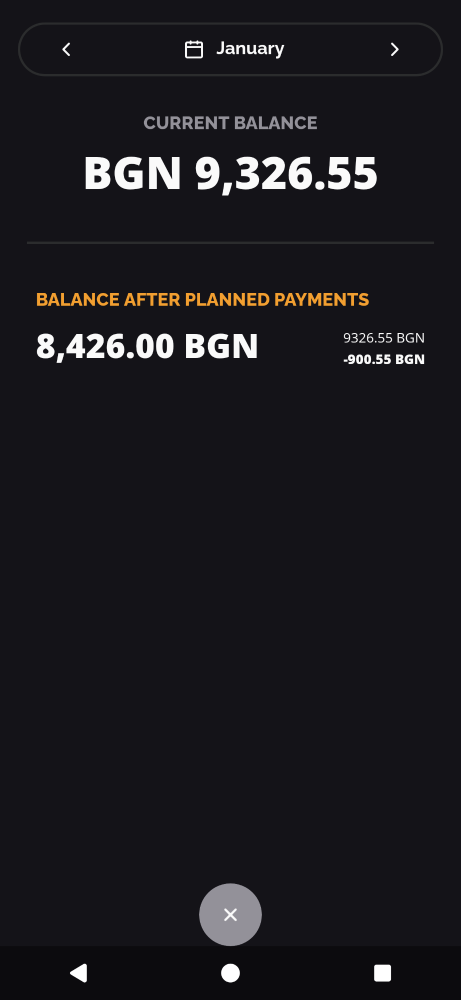 January
CURRENT BALANCE
BGN 9,326.55
BALANCE AFTER PLANNED PAYMENTS
8,426.00 BGN
9326.55 BGN
-900.55 BGN